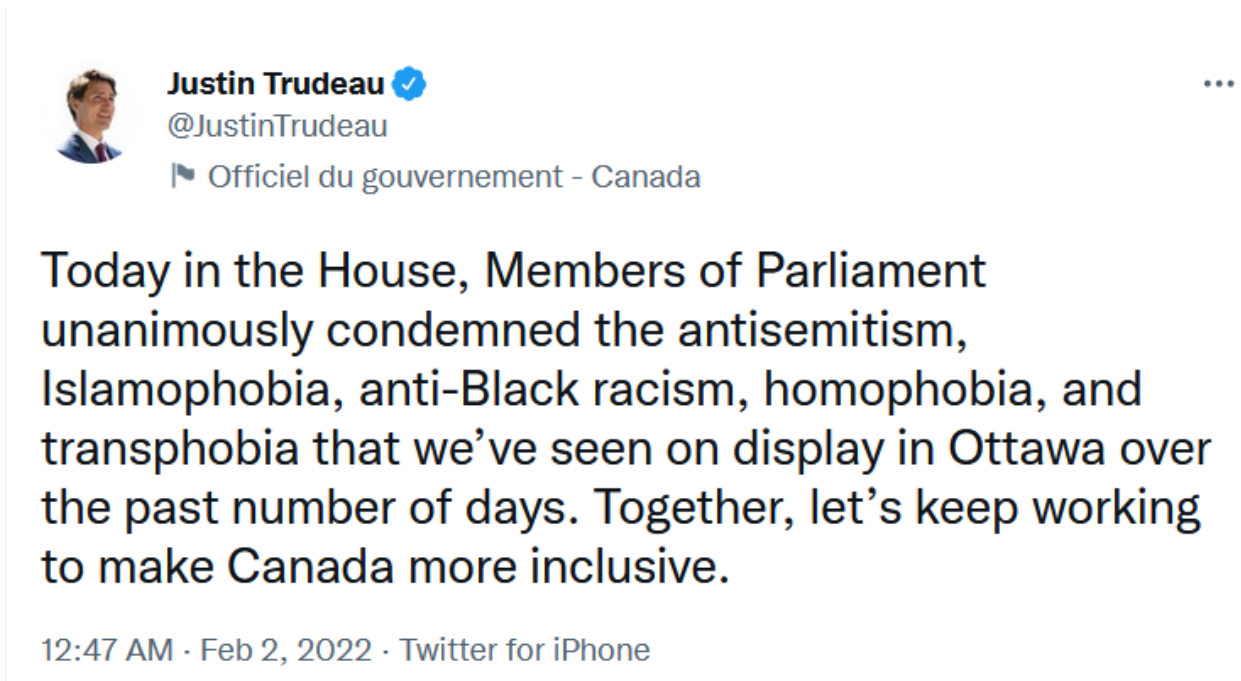 Justin Trudeau
@JustinTrudeau
Officiel du gouvernement - Canada
Today in the House, Members of Parliament
unanimously condemned the antisemitism,
Islamophobia, anti-Black racism, homophobia, and
transphobia that we’ve seen on display in Ottawa over
the past number of days. Together, let’s keep working
to make Canada more inclusive.
12:47 AM · Feb 2, 2022 · Twitter for iPhone